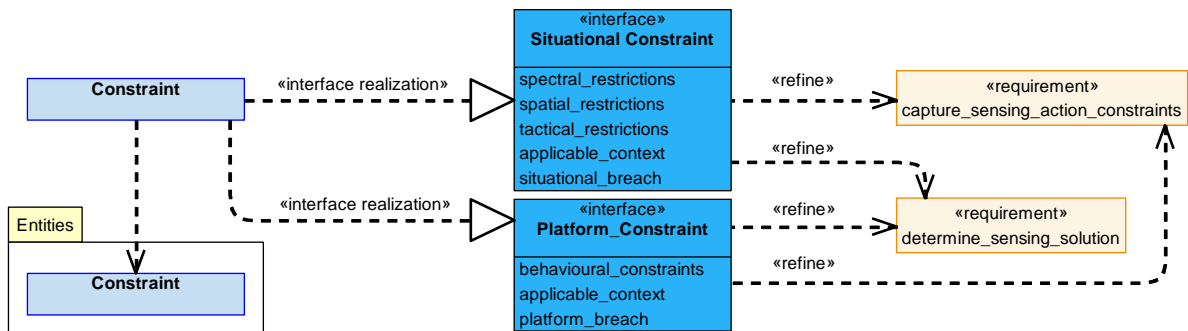 «interface»
Situational Constraint
spectral_restrictions
spatial_restrictions
tactical_restrictions
applicable_context
situational_breach
Constraint
«interface realization»
«refine»
«requirement»
capture_sensing_action_constraints
«refine»
«interface realization»
«interface»
Platform_Constraint
behavioural_constraints
applicable_context
platform_breach
«refine»
«requirement»
determine_sensing_solution
«refine»
Entities
Constraint